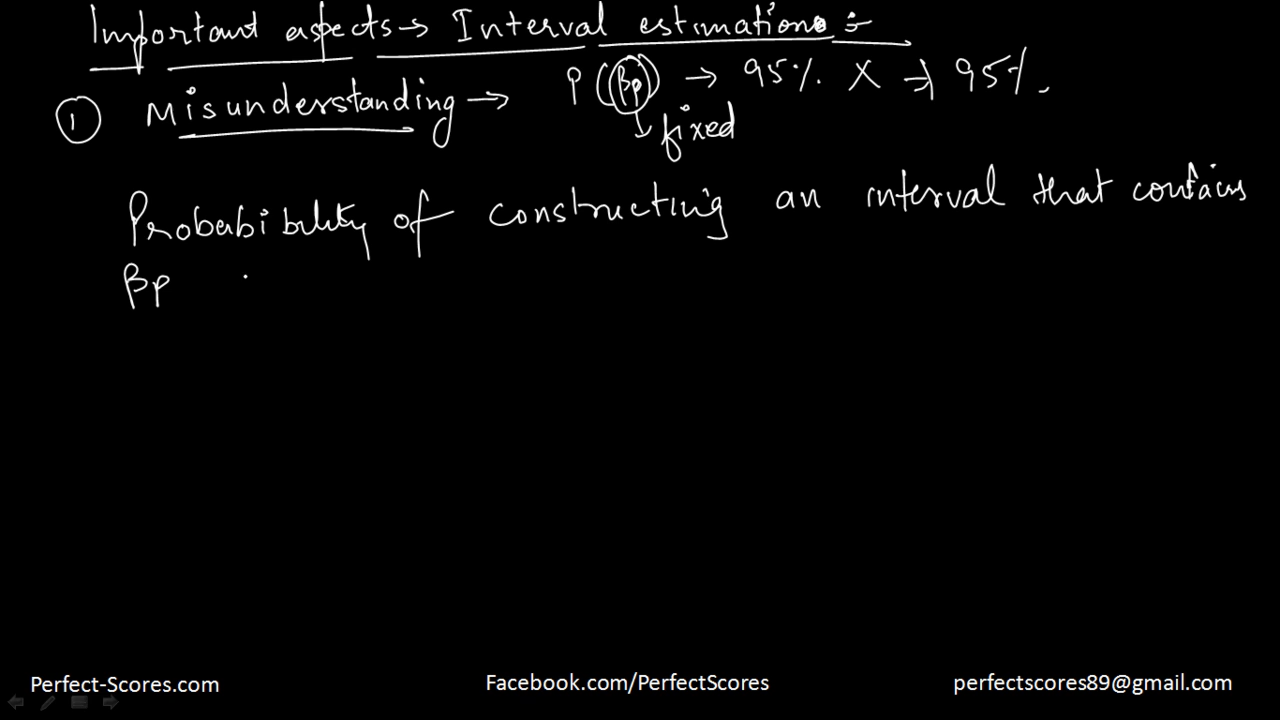 Important aspects → Interval estimation :-
① Misunderstanding → P(βp) → 95% X → 95%.
↳ fixed
Probability of constructing an interval that contains
βp
Perfect-Scores.com Facebook.com/PerfectScores perfectscores89@gmail.com